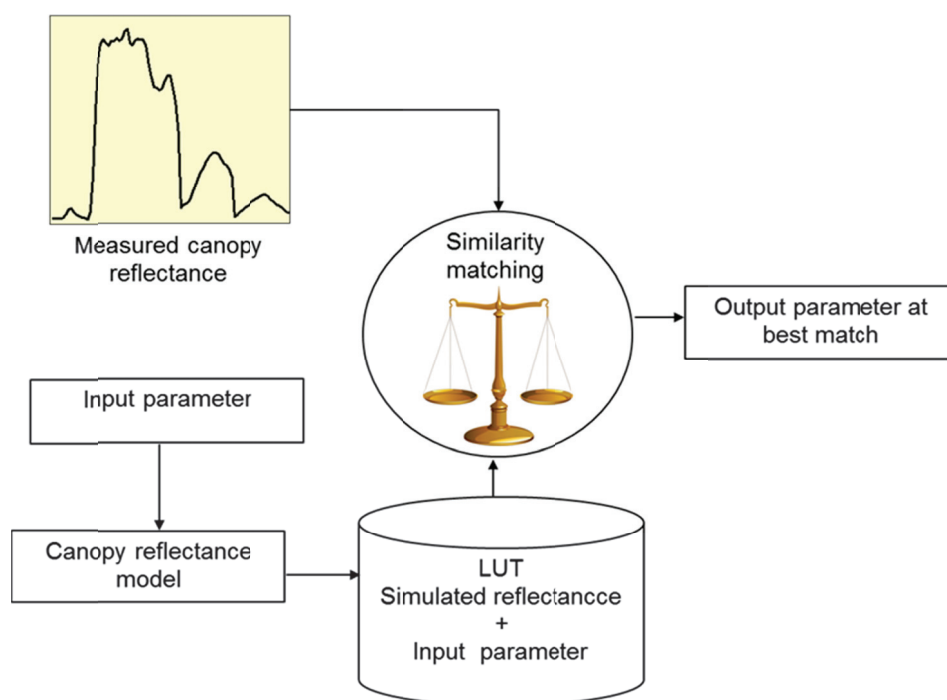 Measured canopy
reflectance
Similarity
matching
Output parameter at
best match
Input parameter
Canopy reflectance
model
LUT
Simulated reflectancce
+
Input parameter